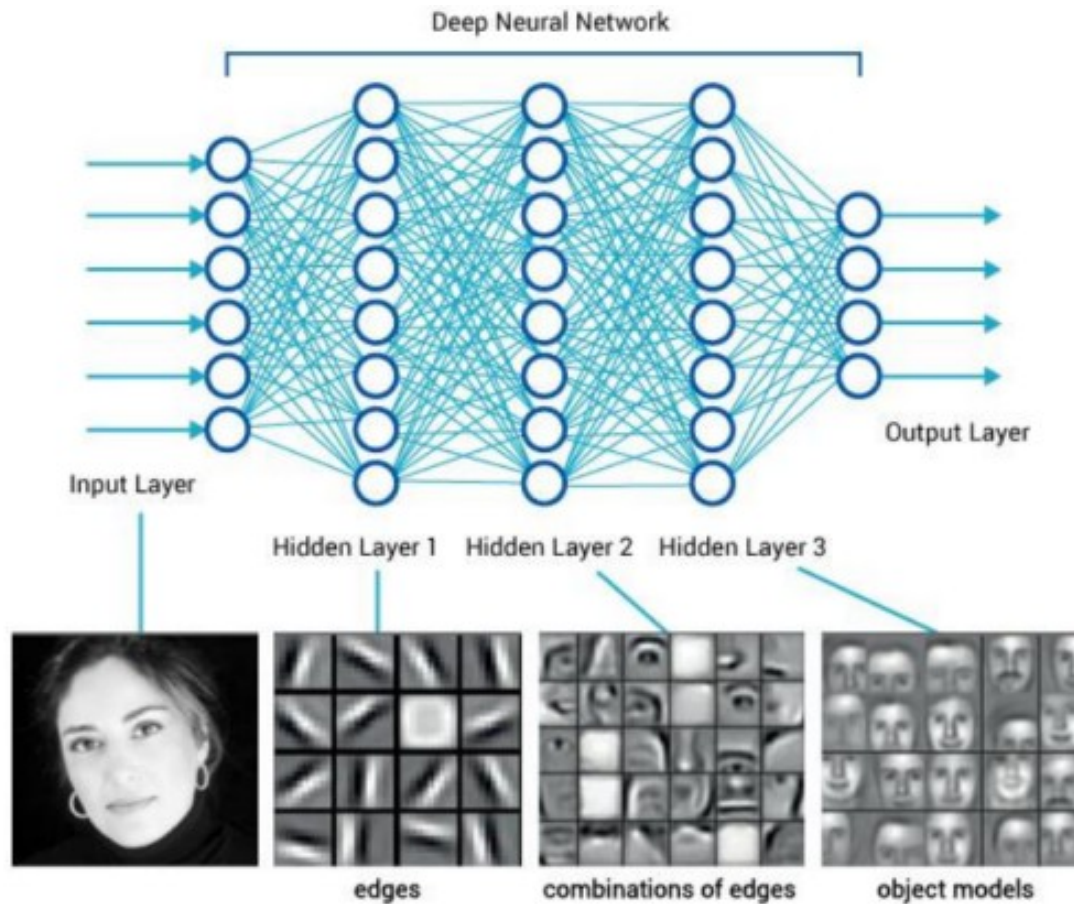 Deep Neural Network
Output Layer
Input Layer
Hidden Layer 1 Hidden Layer 2 Hidden Layer 3
edges combinations of edges object models